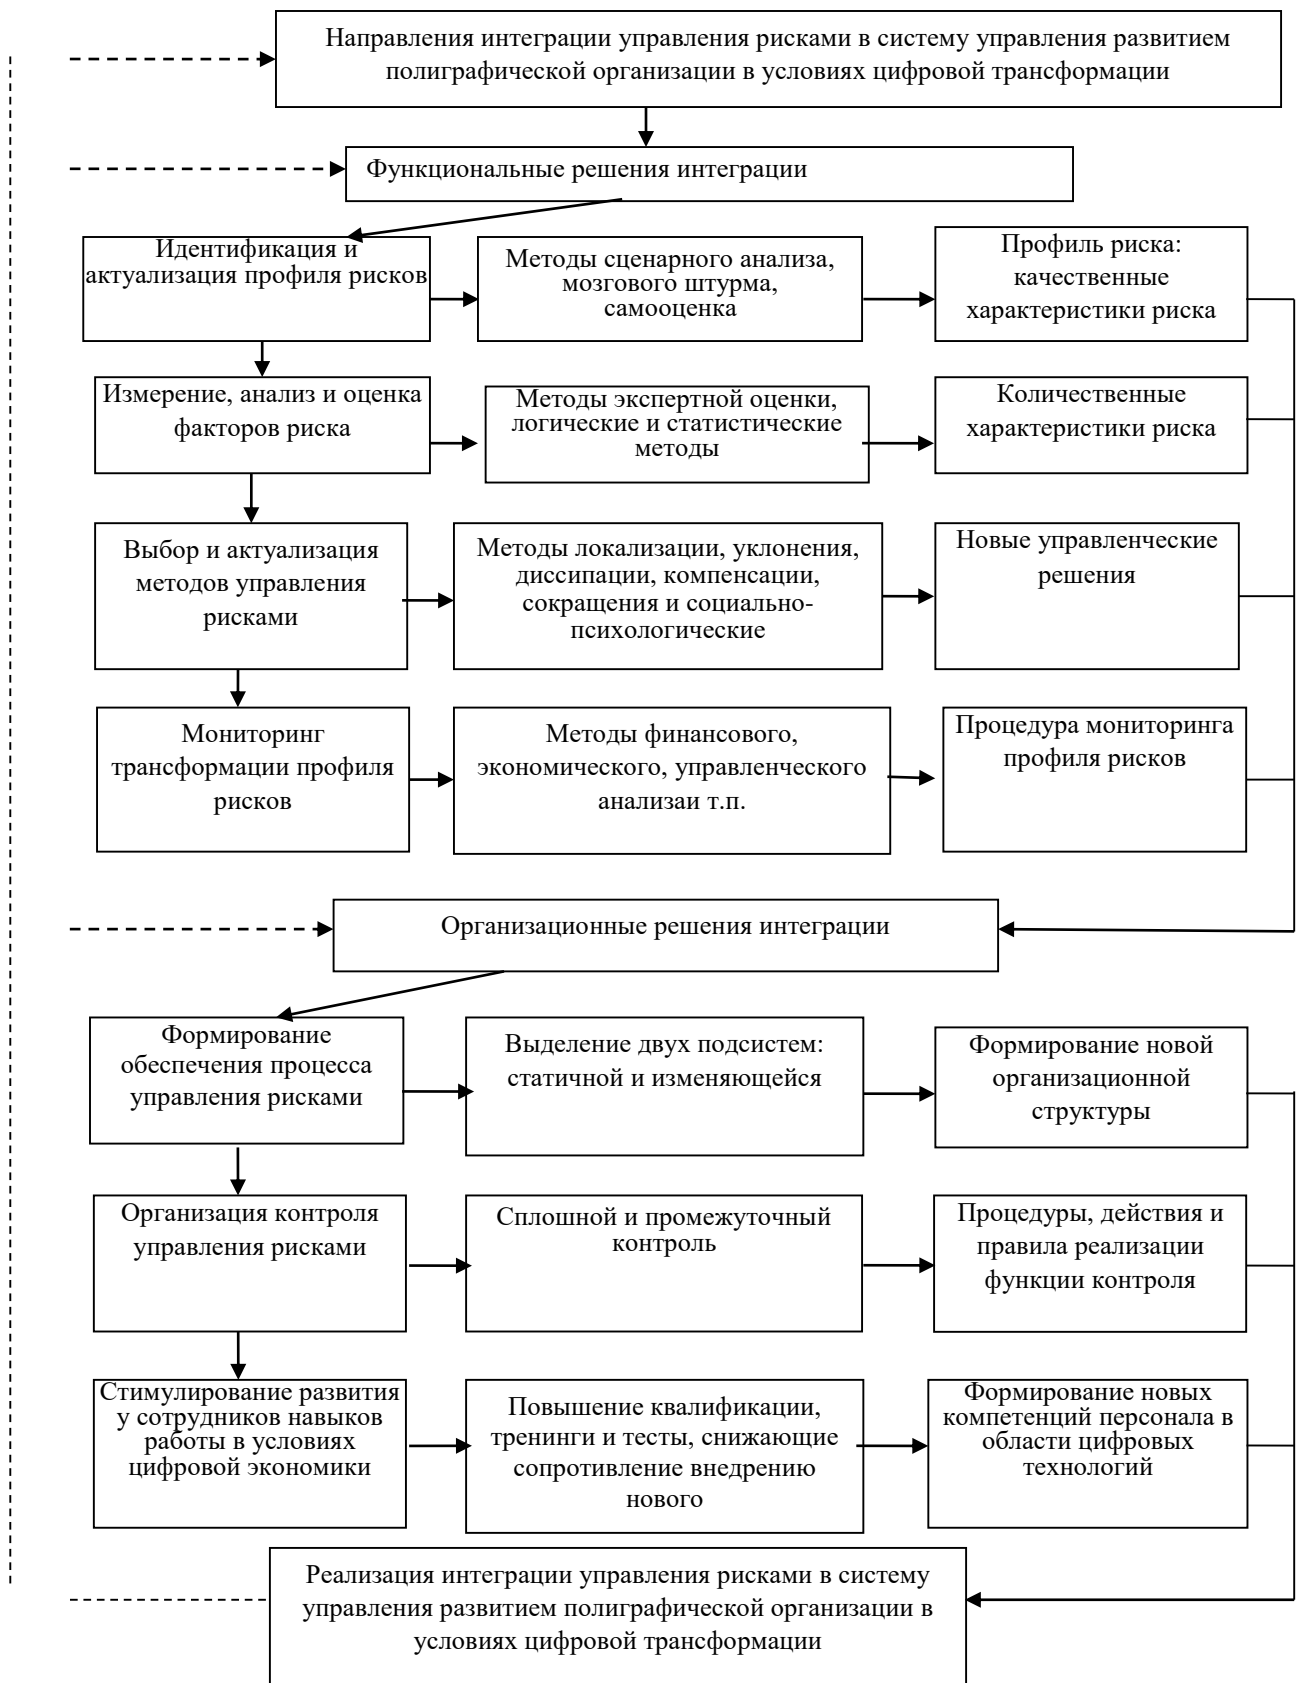 Направления интеграции управления рисками в систему управления развитием
полиграфической организации в условиях цифровой трансформации
Функциональные решения интеграции
Идентификация и
актуализация профиля рисков
Методы сценарного анализа,
мозгового штурма,
самооценка
Профиль риска:
качественные
характеристики риска
Измерение, анализ и оценка
факторов риска
Методы экспертной оценки,
логические и статистические
методы
Количественные
характеристики риска
Выбор и актуализация
методов управления
рисками
Методы локализации, уклонения,
диссипации, компенсации,
сокращения и социально-
психологические
Новые управленческие
решения
Мониторинг
трансформации профиля
рисков
Методы финансового,
экономического, управленческого
анализаи т.п.
Процедура мониторинга
профиля рисков
Организационные решения интеграции
Формирование
обеспечения процесса
управления рисками
Выделение двух подсистем:
статичной и изменяющейся
Формирование новой
организационной
структуры
Организация контроля
управления рисками
Сплошной и промежуточный
контроль
Процедуры, действия и
правила реализации
функции контроля
Стимулирование развития
у сотрудников навыков
работы в условиях
цифровой экономики
Повышение квалификации,
тренинги и тесты, снижающие
сопротивление внедрению
нового
Формирование новых
компетенций персонала в
области цифровых
технологий
Реализация интеграции управления рисками в систему
управления развитием полиграфической организации в
условиях цифровой трансформации